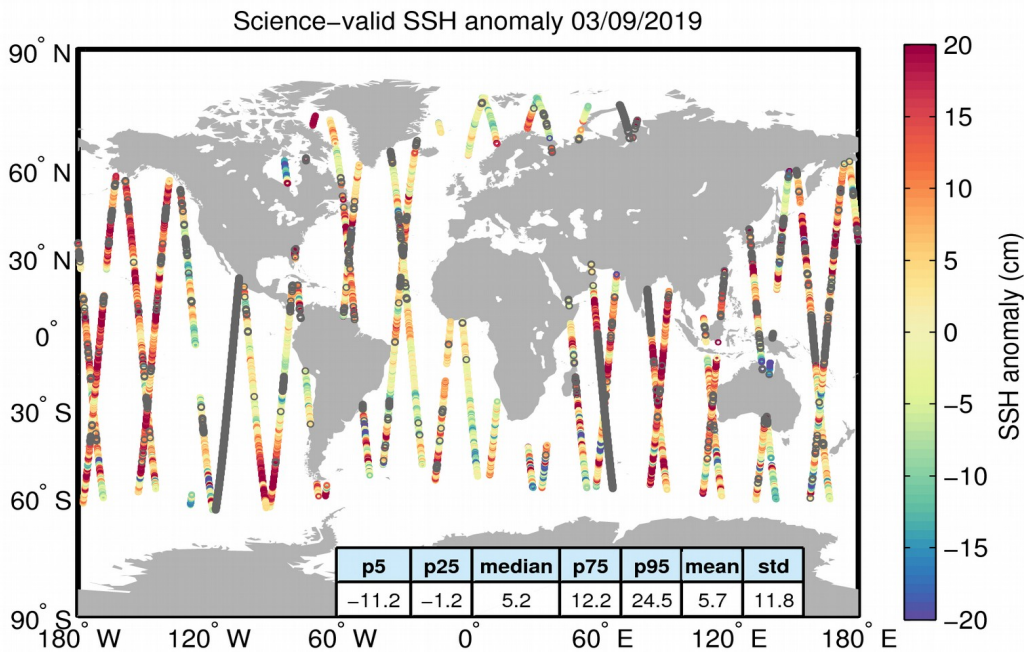 Science−valid SSH anomaly 03/09/2019
90° N
60° N
30° N
0°
30° S
60° S
90° S
180° W 120° W 60° W 0° 60° E 120° E 180° E
p5 p25 median p75 p95 mean std
−11.2 −1.2 5.2 12.2 24.5 5.7 11.8
20
15
10
5
0
−5
−10
−15
−20
SSH anomaly (cm)